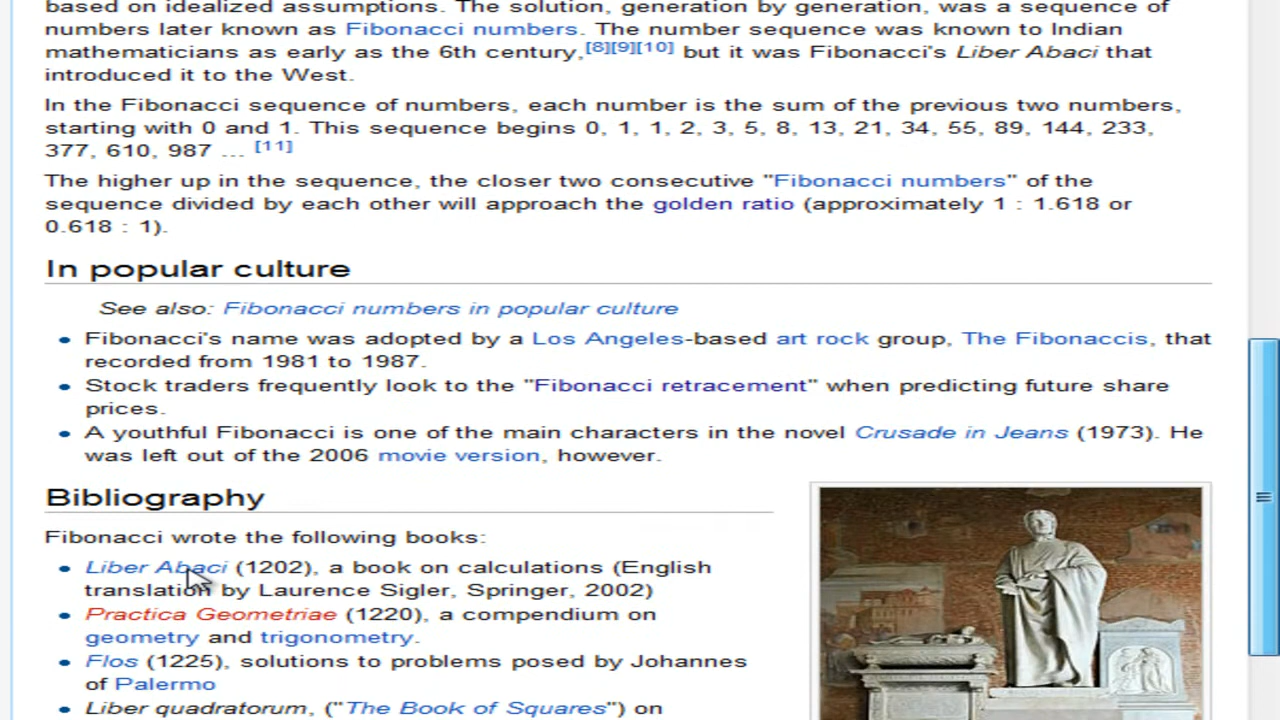 based on idealized assumptions. The solution, generation by generation, was a sequence of
numbers later known as Fibonacci numbers. The number sequence was known to Indian
mathematicians as early as the 6th century,[8][9][10] but it was Fibonacci's Liber Abaci that
introduced it to the West.
In the Fibonacci sequence of numbers, each number is the sum of the previous two numbers,
starting with 0 and 1. This sequence begins 0, 1, 1, 2, 3, 5, 8, 13, 21, 34, 55, 89, 144, 233,
377, 610, 987 ... [11]
The higher up in the sequence, the closer two consecutive "Fibonacci numbers" of the
sequence divided by each other will approach the golden ratio (approximately 1 : 1.618 or
0.618 : 1).
In popular culture
See also: Fibonacci numbers in popular culture
• Fibonacci's name was adopted by a Los Angeles-based art rock group, The Fibonaccis, that
recorded from 1981 to 1987.
• Stock traders frequently look to the "Fibonacci retracement" when predicting future share
prices.
• A youthful Fibonacci is one of the main characters in the novel Crusade in Jeans (1973). He
was left out of the 2006 movie version, however.
Bibliography
Fibonacci wrote the following books:
• Liber Abaci (1202), a book on calculations (English
translation by Laurence Sigler, Springer, 2002)
• Practica Geometriae (1220), a compendium on
geometry and trigonometry.
• Flos (1225), solutions to problems posed by Johannes
of Palermo
• Liber quadratorum, ("The Book of Squares") on